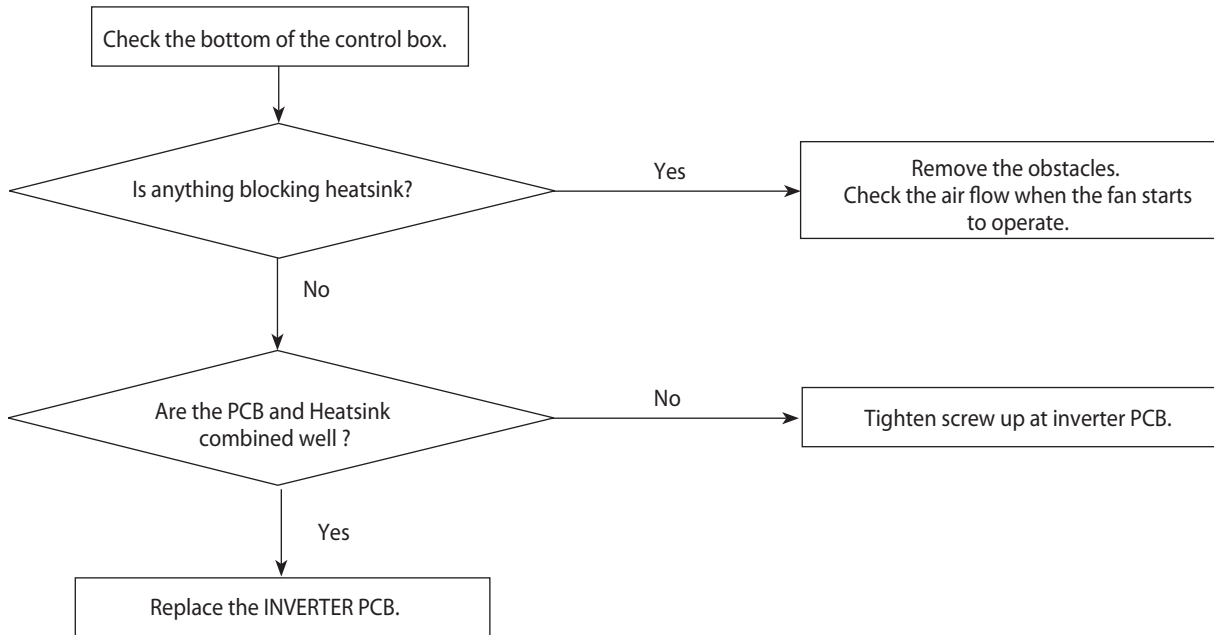 Check the bottom of the control box.
Is anything blocking heatsink?
Yes
Remove the obstacles.
Check the air flow when the fan starts
to operate.
No
Are the PCB and Heatsink
combined well ?
No
Tighten screw up at inverter PCB.
Yes
Replace the INVERTER PCB.